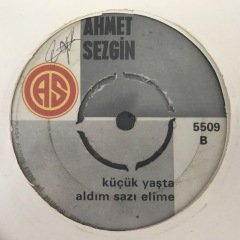 AHMET
SEZGİN
AS
5509
B
küçük yaşta
aldım sazı elime